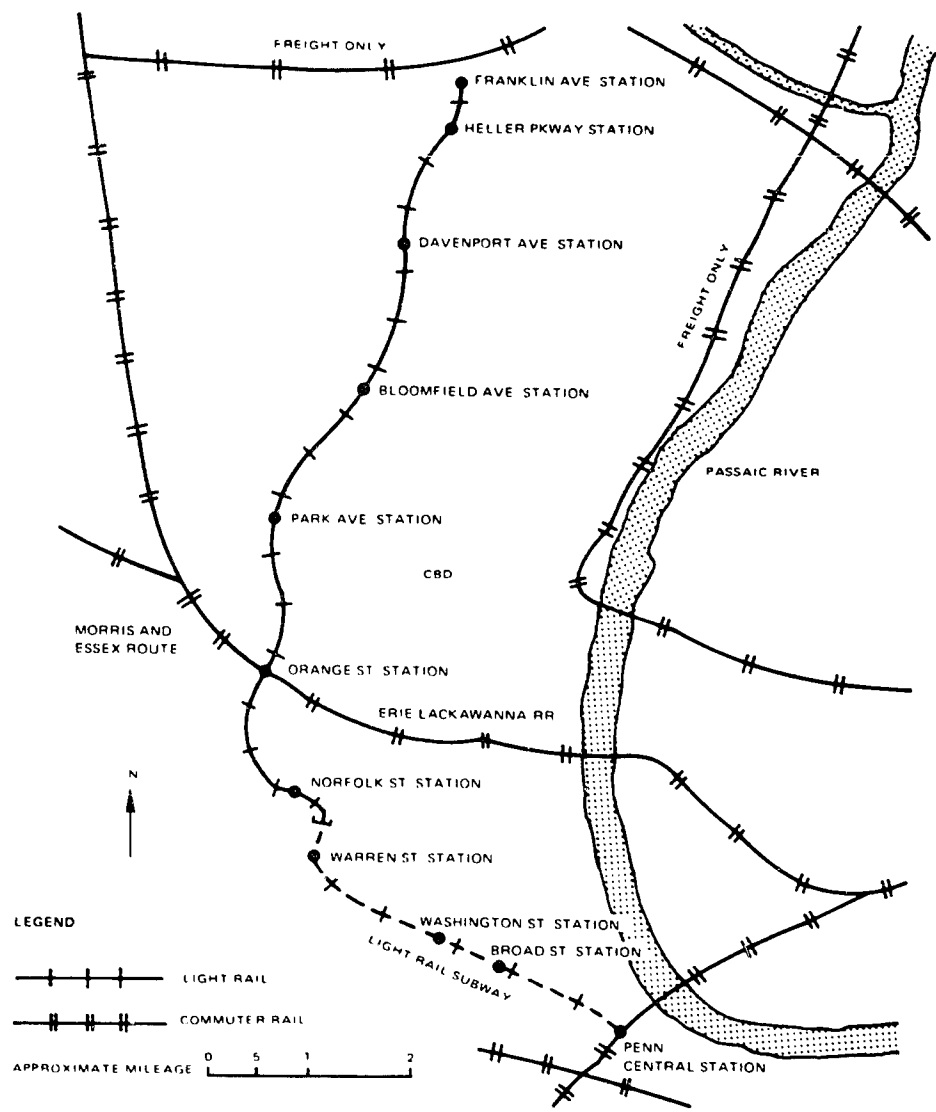 FREIGHT ONLY
FRANKLIN AVE STATION
HELLER PKWAY STATION
DAVENPORT AVE STATION
FREIGHT ONLY
BLOOMFIELD AVE STATION
PASSAIC RIVER
PARK AVE STATION
CBD
MORRIS AND
ESSEX ROUTE
ORANGE ST STATION
ERIE LACKAWANNA RR
N
NORFOLK ST STATION
WARREN ST STATION
WASHINGTON ST STATION
BROAD ST STATION
LIGHT RAIL SUBWAY
PENN
CENTRAL STATION
LEGEND
LIGHT RAIL
COMMUTER RAIL
APPROXIMATE MILEAGE
0 5 1 2